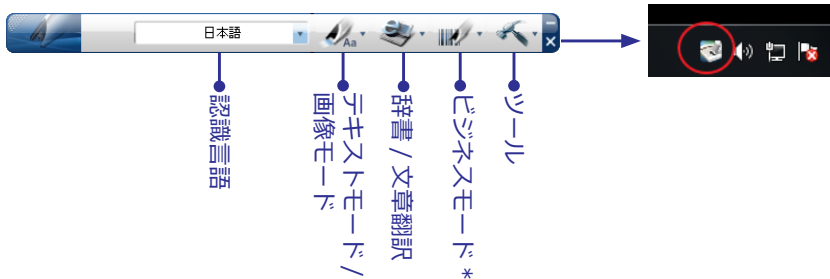 日本語
Aa
認識言語
テキストモード /
画像モード
辞書 / 文章翻訳
ビジネスモード *
ツール